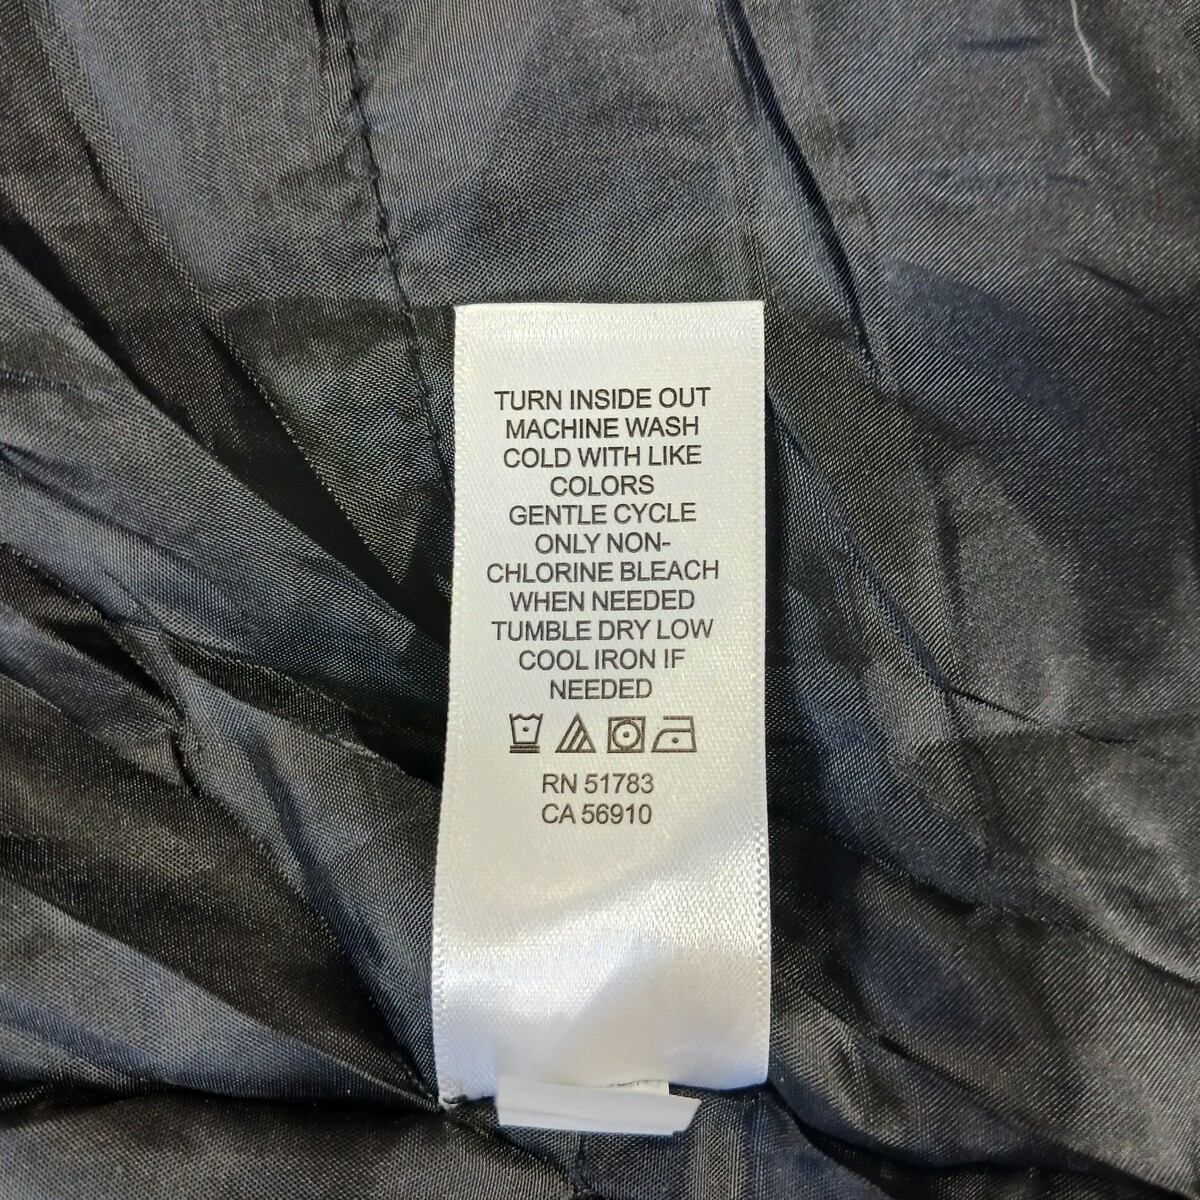 TURN INSIDE OUT
MACHINE WASH
COLD WITH LIKE
COLORS
GENTLE CYCLE
ONLY NON-
CHLORINE BLEACH
WHEN NEEDED
TUMBLE DRY LOW
COOL IRON IF
NEEDED
RN 51783
CA 56910